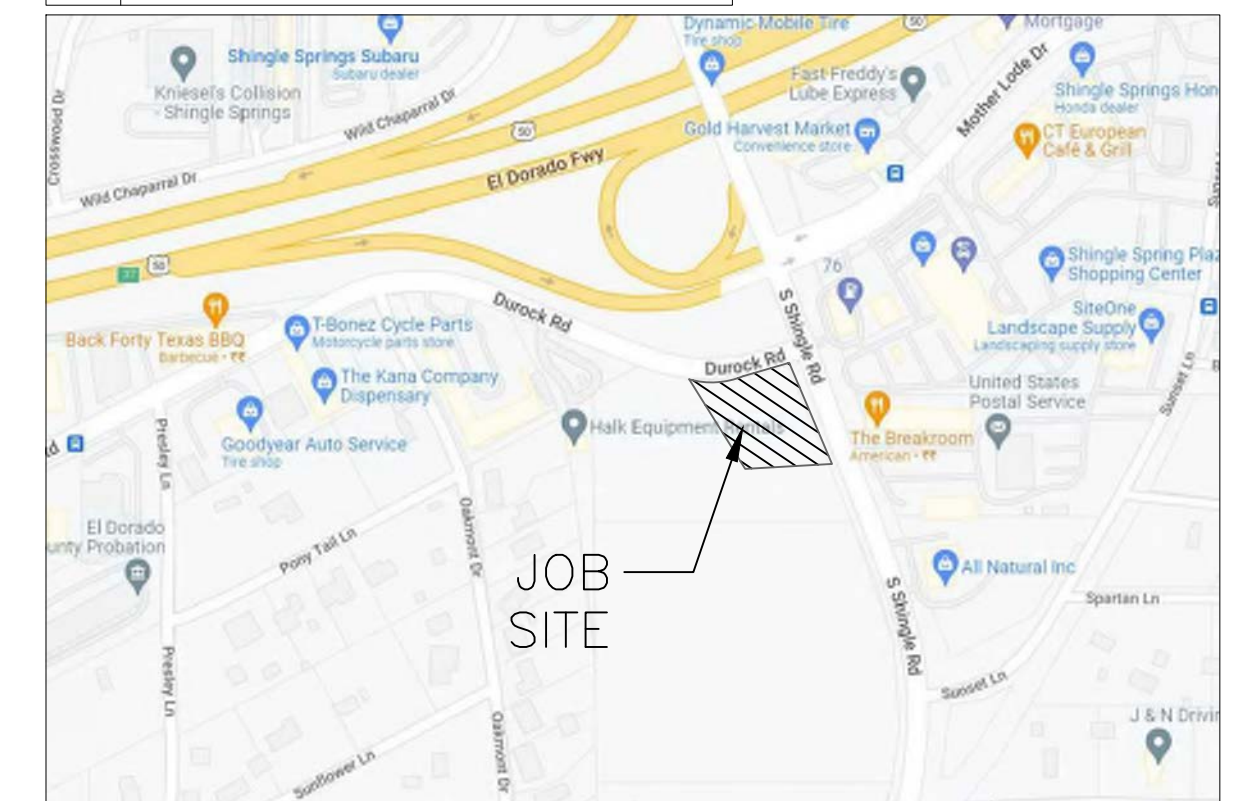 Dynamic Mobile Tire
Tire shop
50
Mortgage
Shingle Springs Subaru
Subaru dealer
Kniesel's Collision
- Shingle Springs
Crosswood Dr
Wild Chaparral Dr
50
Fast Freddy's
Lube Express
Mother Lode Dr
Shingle Springs Hon
Honda dealer
Gold Harvest Market
Convenience store
CT European
Café & Grill
Wild Chaparral Dr
El Dorado Fwy
37
50
76
Shingle Spring Plaz
Shopping Center
Durock Rd
S Shingle Rd
SiteOne
Landscape Supply
Landscaping supply store
Back Forty Texas BBQ
Barbecue • ₹₹
T-Bonez Cycle Parts
Motorcycle parts store
The Kana Company
Dispensary
Durock Rd
Sunset Ln
United States
Postal Service
Goodyear Auto Service
Tire shop
Halk Equipment Rentals
The Breakroom
American • ₹₹
Presley Ln
El Dorado
unty Probation
Pony Tail Ln
Oakmont Dr
JOB
SITE
All Natural Inc
S Shingle Rd
Spartan Ln
Presley Ln
Sunset Ln
Oakmont Dr
J & N Drivin
Sunflower Ln